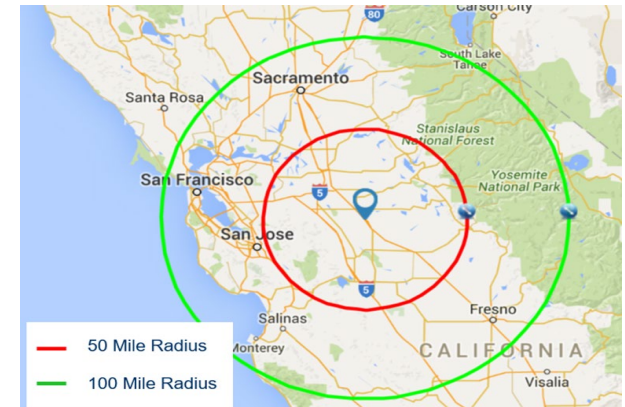 Carson City
80
South Lake
Tahoe
Sacramento
Santa Rosa
Stanislaus
National Forest
Yosemite
National Park
San Francisco
5
San Jose
5
Fresno
Salinas
Monterey
CALIFORNIA
Visalia
50 Mile Radius
100 Mile Radius